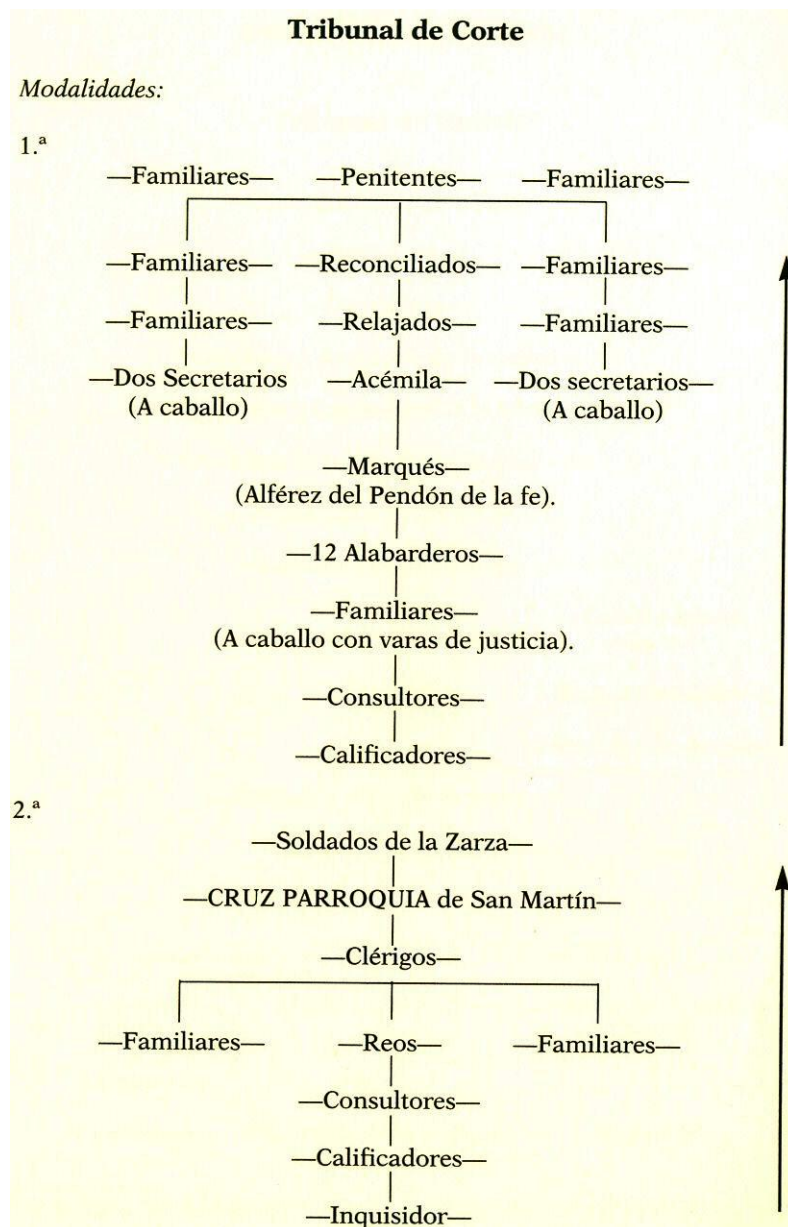 Tribunal de Corte
Modalidades:
1.ª
—Familiares— —Penitentes— —Familiares—
—Familiares— —Reconciliados— —Familiares—
—Familiares— —Relajados— —Familiares—
—Dos Secretarios —Acémila— —Dos secretarios—
(A caballo) (A caballo)
—Marqués—
(Alférez del Pendón de la fe).
—12 Alabarderos—
—Familiares—
(A caballo con varas de justicia).
—Consultores—
—Calificadores—
2.ª
—Soldados de la Zarza—
—CRUZ PARROQUIA de San Martín—
—Clérigos—
—Familiares— —Reos— —Familiares—
—Consultores—
—Calificadores—
—Inquisidor—